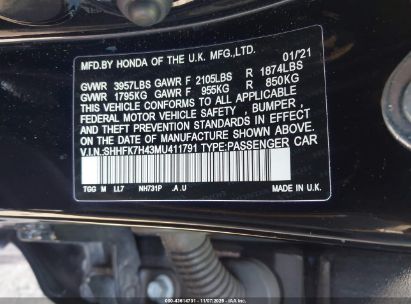 MFD.BY HONDA OF THE U.K MFG.,LTD. 01/'21
GVWR 3957LBS GAWR F 2105LBS R 1874LBS
GVWR 1795KG GAWR F 955KG R 850KG
THIS VEHICLE CONFORMS TO ALL APPLICABLE
FEDERAL MOTOR VEHICLE SAFETY, BUMPER,
AND THEFT PREVENTION STANDARDS IN EFFECT
ON THE DATE OF MANUFACTURE SHOWN ABOVE.
V.I.N:SHHFK7H43MU411791 TYPE:PASSENGER CAR
TGG M LL7 NH731P .A .U MADE IN U.K.